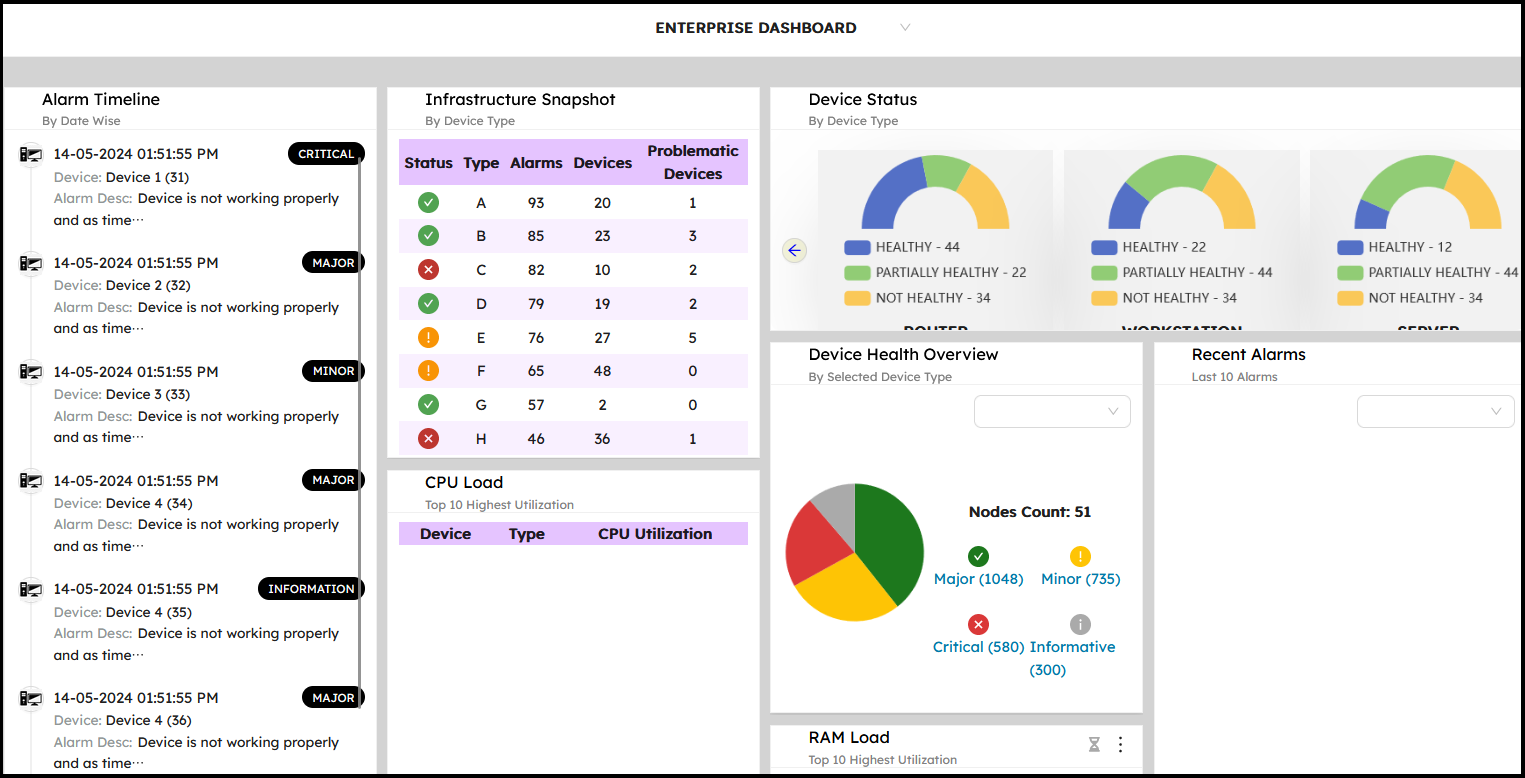 ENTERPRISE DASHBOARD
Alarm Timeline
By Date Wise
14-05-2024 01:51:55 PM CRITICAL
Device: Device 1 (31)
Alarm Desc: Device is not working properly
and as time···
14-05-2024 01:51:55 PM MAJOR
Device: Device 2 (32)
Alarm Desc: Device is not working properly
and as time···
14-05-2024 01:51:55 PM MINOR
Device: Device 3 (33)
Alarm Desc: Device is not working properly
and as time···
14-05-2024 01:51:55 PM MAJOR
Device: Device 4 (34)
Alarm Desc: Device is not working properly
and as time···
14-05-2024 01:51:55 PM INFORMATION
Device: Device 4 (35)
Alarm Desc: Device is not working properly
and as time···
14-05-2024 01:51:55 PM MAJOR
Device: Device 4 (36)
Alarm Desc: Device is not working properly
and as time···
Infrastructure Snapshot
By Device Type
Status Type Alarms Devices Problematic Devices
A 93 20 1
B 85 23 3
C 82 10 2
D 79 19 2
E 76 27 5
F 65 48 0
G 57 2 0
H 46 36 1
CPU Load
Top 10 Highest Utilization
Device Type CPU Utilization
Device Status
By Device Type
HEALTHY - 44
PARTIALLY HEALTHY - 22
NOT HEALTHY - 34
ROUTER
HEALTHY - 22
PARTIALLY HEALTHY - 44
NOT HEALTHY - 34
WORKSTATION
HEALTHY - 12
PARTIALLY HEALTHY - 44
NOT HEALTHY - 34
SERVER
Device Health Overview
By Selected Device Type
Nodes Count: 51
Major (1048) Minor (735)
Critical (580) Informative
(300)
RAM Load
Top 10 Highest Utilization
Recent Alarms
Last 10 Alarms